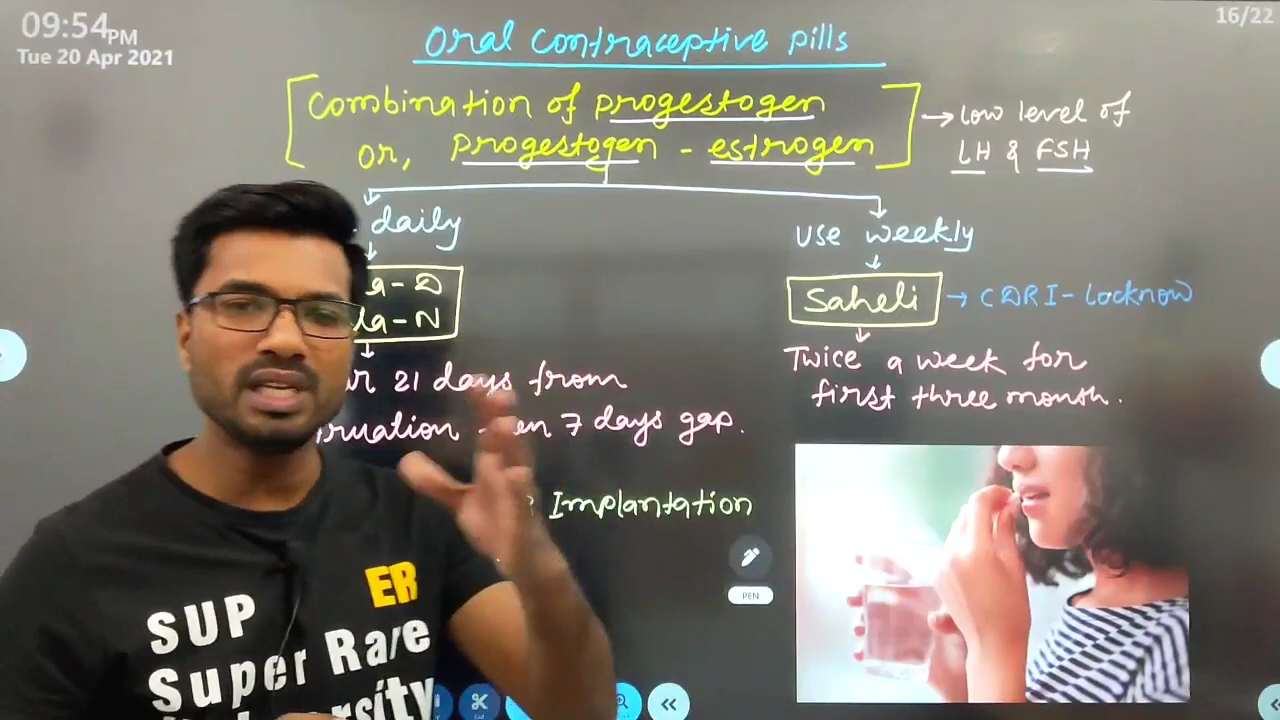 09:54PM
Tue 20 Apr 2021
16/22
Oral contraceptive pills
Combination of progestogen
or, progestogen - estrogen
→ Low level of
LH & FSH
daily
a - D
la - N
21 days from
7 days gap.
Implantation
use weekly
Saheli → CDRI - Locknow
Twice a week for
first three month.
PEN
SUP ER
Super Rare